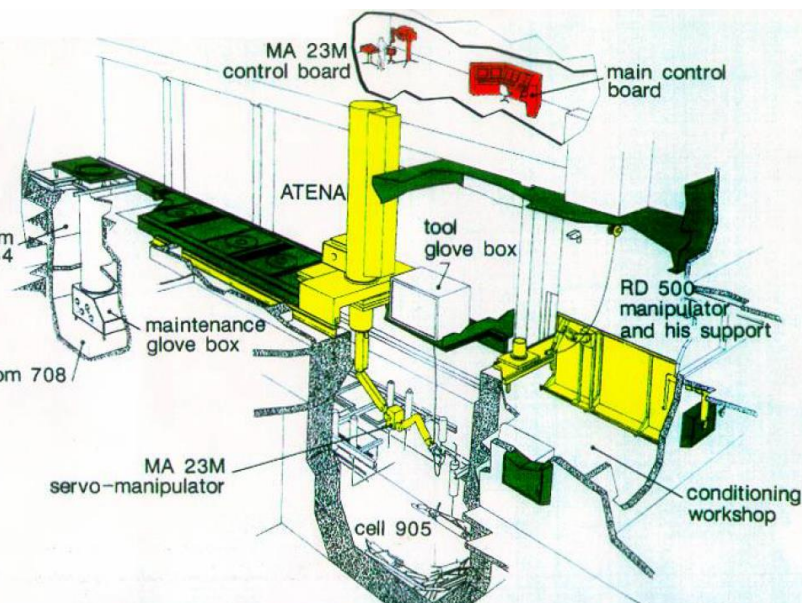 MA 23M
control board
main control
board
ATENA
tool
glove box
RD 500
manipulator
and his support
maintenance
glove box
708
MA 23M
servo-manipulator
cell 905
conditioning
workshop